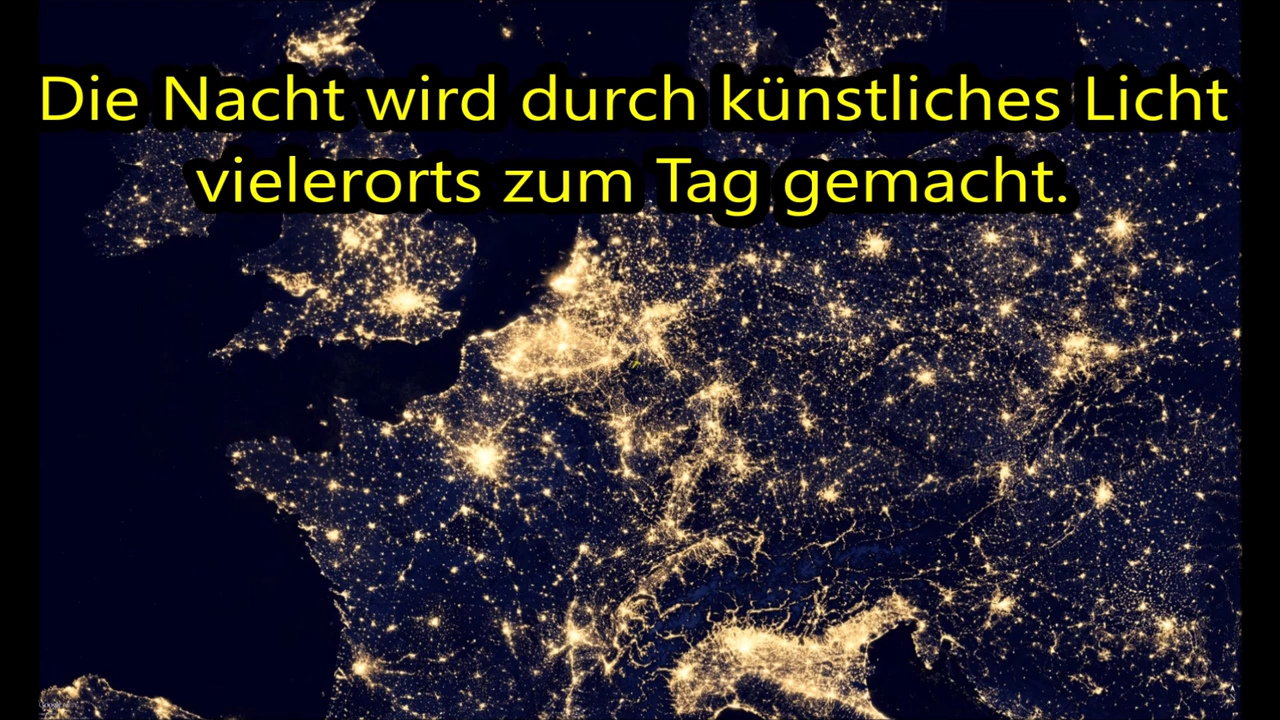 Die Nacht wird durch künstliches Licht
vielerorts zum Tag gemacht.